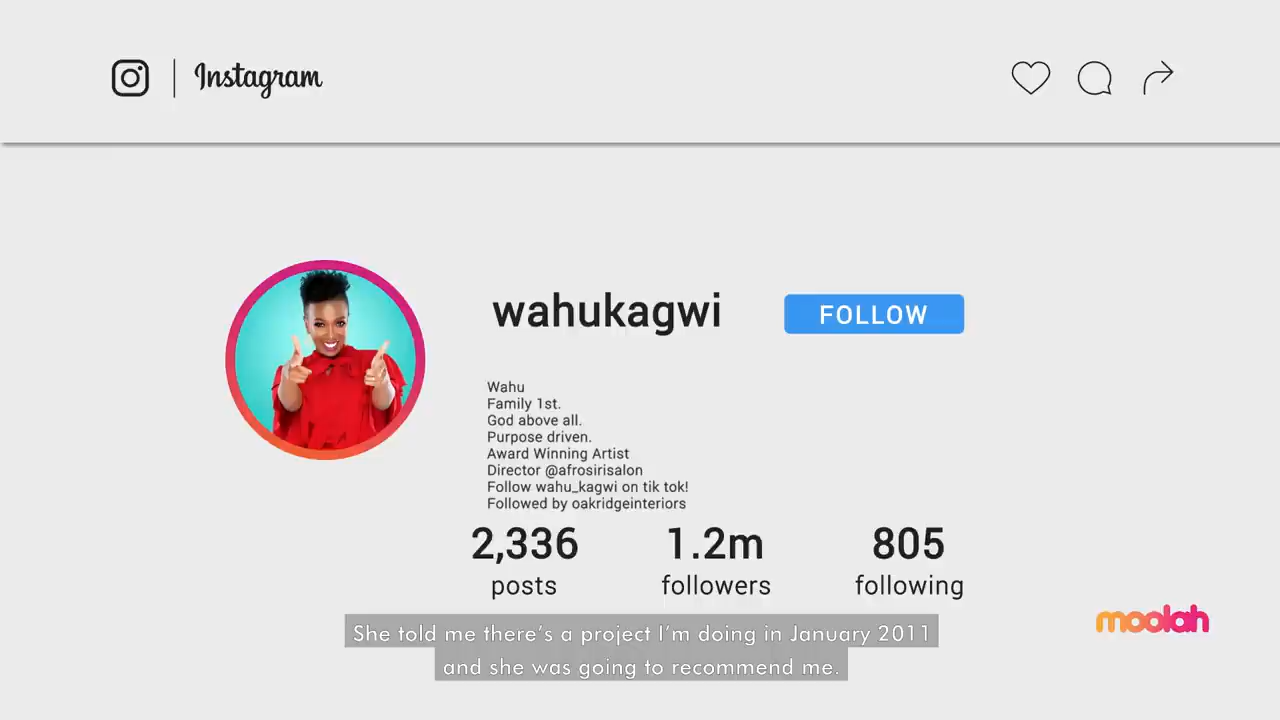 Instagram
wahukagwi
FOLLOW
Wahu
Family 1st.
God above all.
Purpose driven.
Award Winning Artist
Director @afrosirisalon
Follow wahu_kagwi on tik tok!
Followed by oakridgeinteriors
2,336
1.2m
805
posts
followers
following
moolah
She told me there's a project I'm doing in January 2011
and she was going to recommend me.